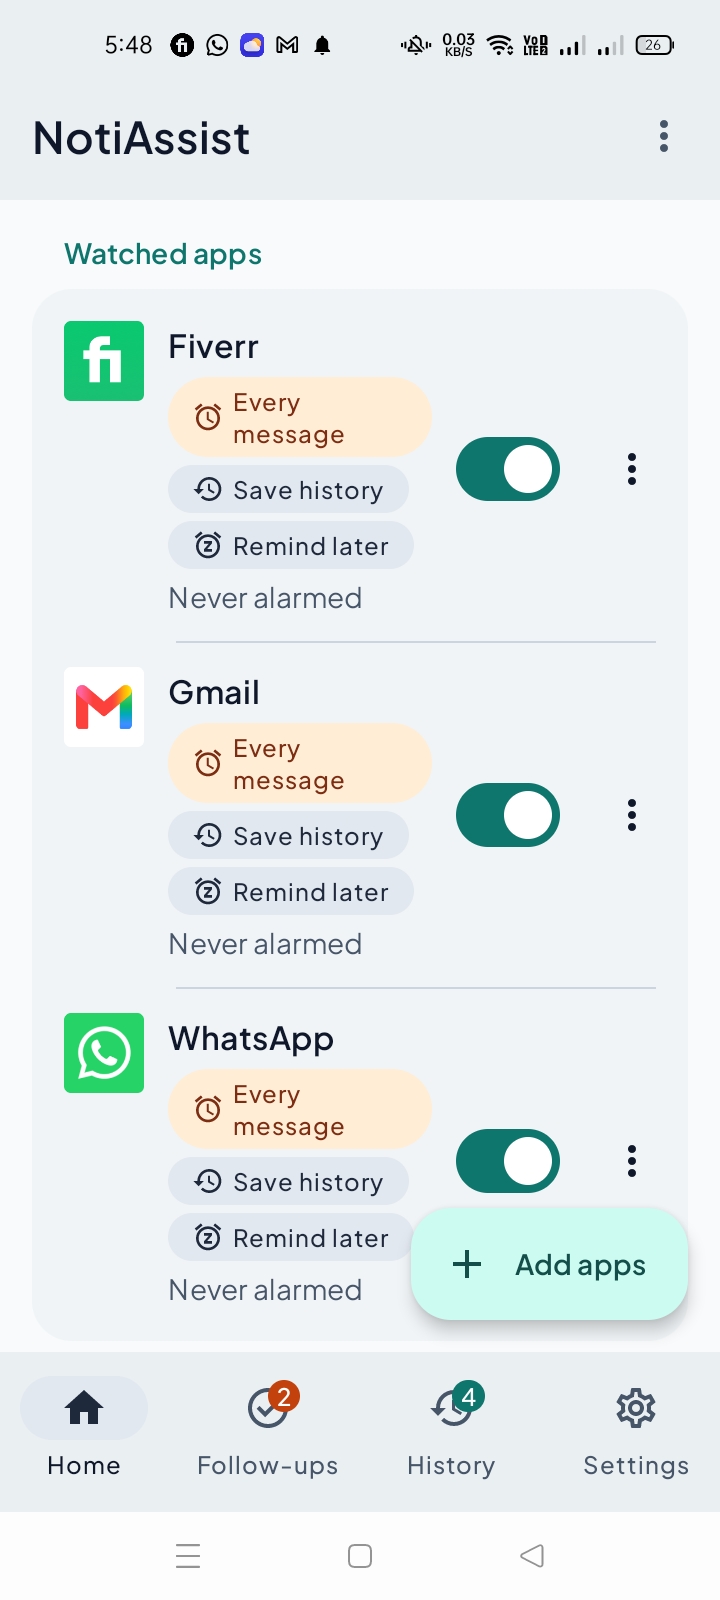 5:48
0.03
KB/S
VoD
LTE2
26
NotiAssist
Watched apps
fi
Fiverr
Every
message
Save history
Remind later
Never alarmed
Gmail
Every
message
Save history
Remind later
Never alarmed
WhatsApp
Every
message
Save history
Remind later
Never alarmed
+ Add apps
2
4
Home
Follow-ups
History
Settings